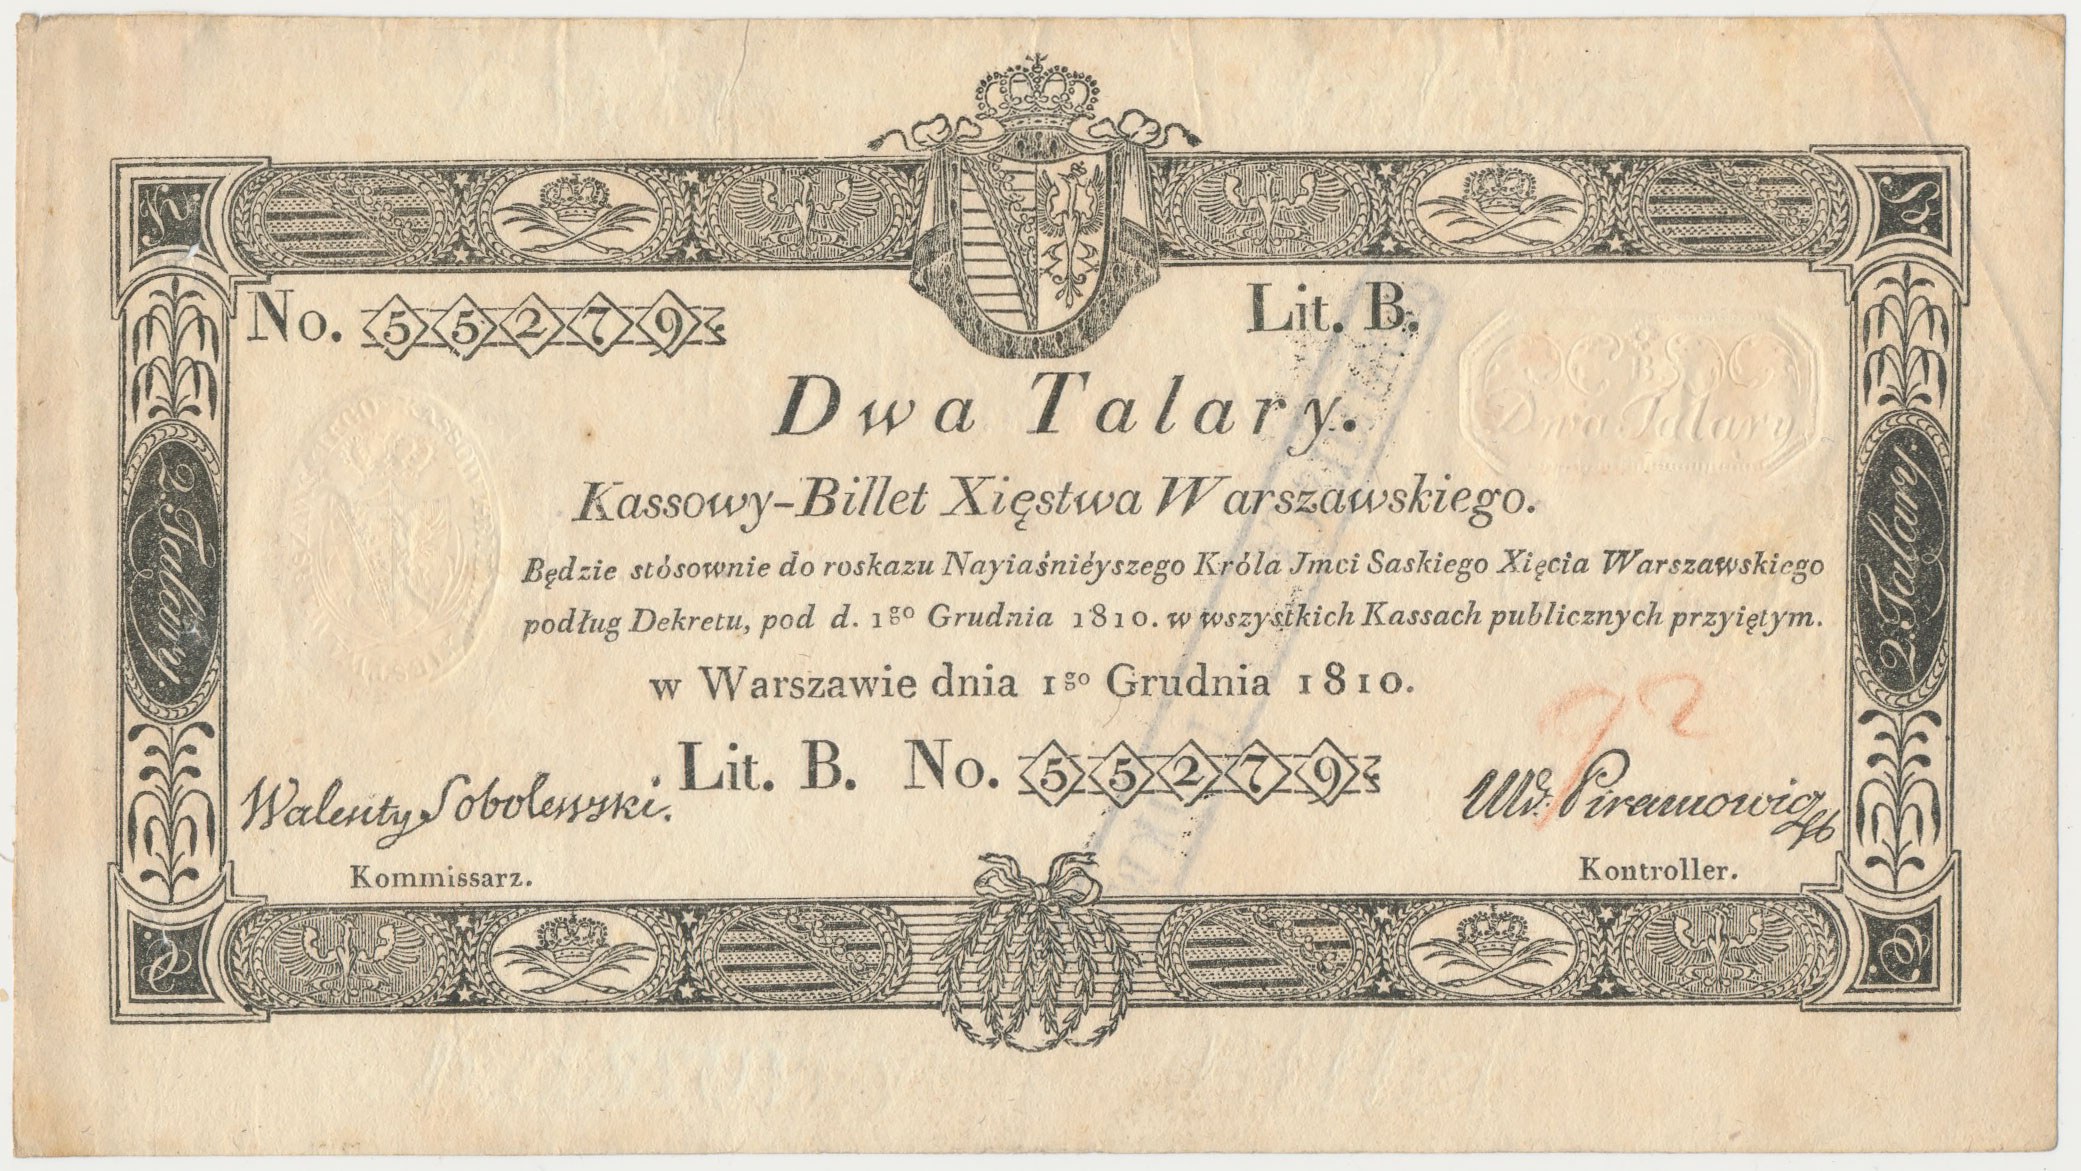 No. 55279
Lit. B.
Dwa Talary.
Dwa Talary
Kassowy-Billet Xięstwa Warszawskiego.
Będzie stósownie do roskazu Nayiaśniéyszego Króla Jmci Saskiego Xięcia Warszawskiego
podług Dekretu, pod d. 1go Grudnia 1810. w wszystkich Kassach publicznych przyiętym.
w Warszawie dnia 1go Grudnia 1810.
Lit. B. No. 55279
Walenty Sobolewski.
Piramowicz
Kommissarz.
Kontroller.
2. Talary.
2. Talary.